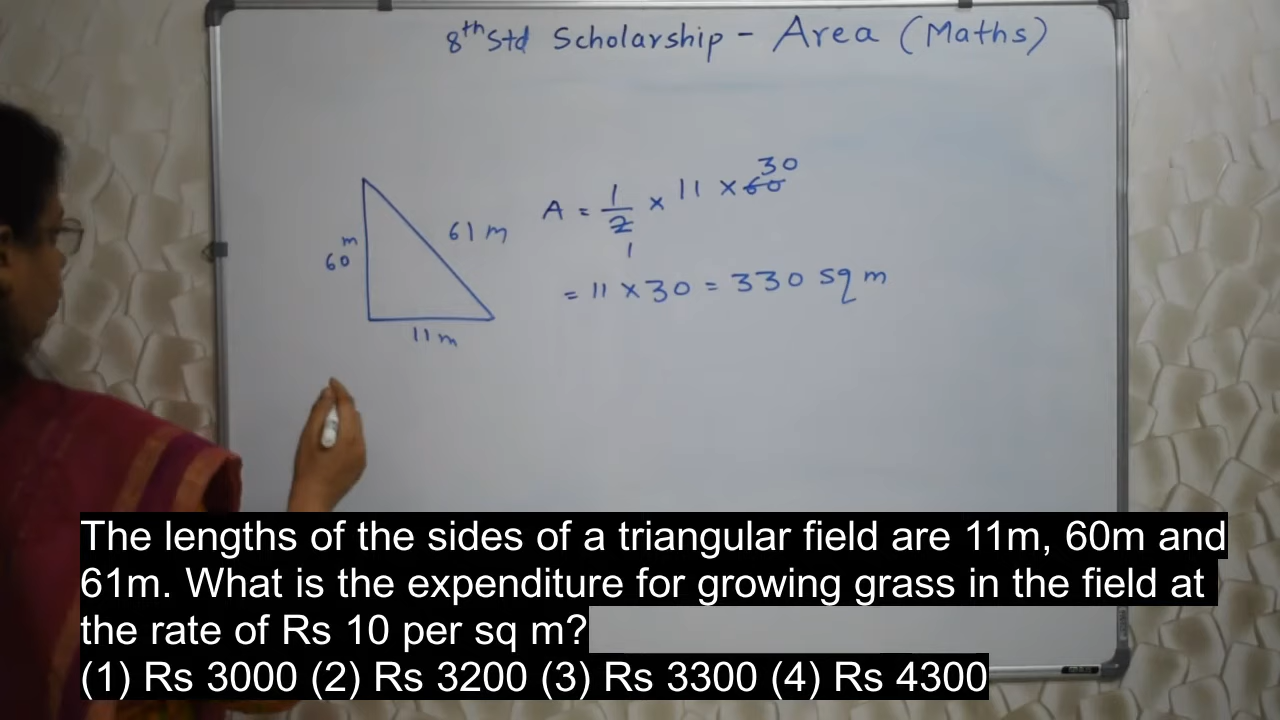 8th Std Scholarship - Area (Maths)
30
A = 1/2 × 11 × 60
1
= 11 × 30 = 330 sq m
61 m
m
60
11 m
The lengths of the sides of a triangular field are 11m, 60m and
61m. What is the expenditure for growing grass in the field at
the rate of Rs 10 per sq m?
(1) Rs 3000 (2) Rs 3200 (3) Rs 3300 (4) Rs 4300